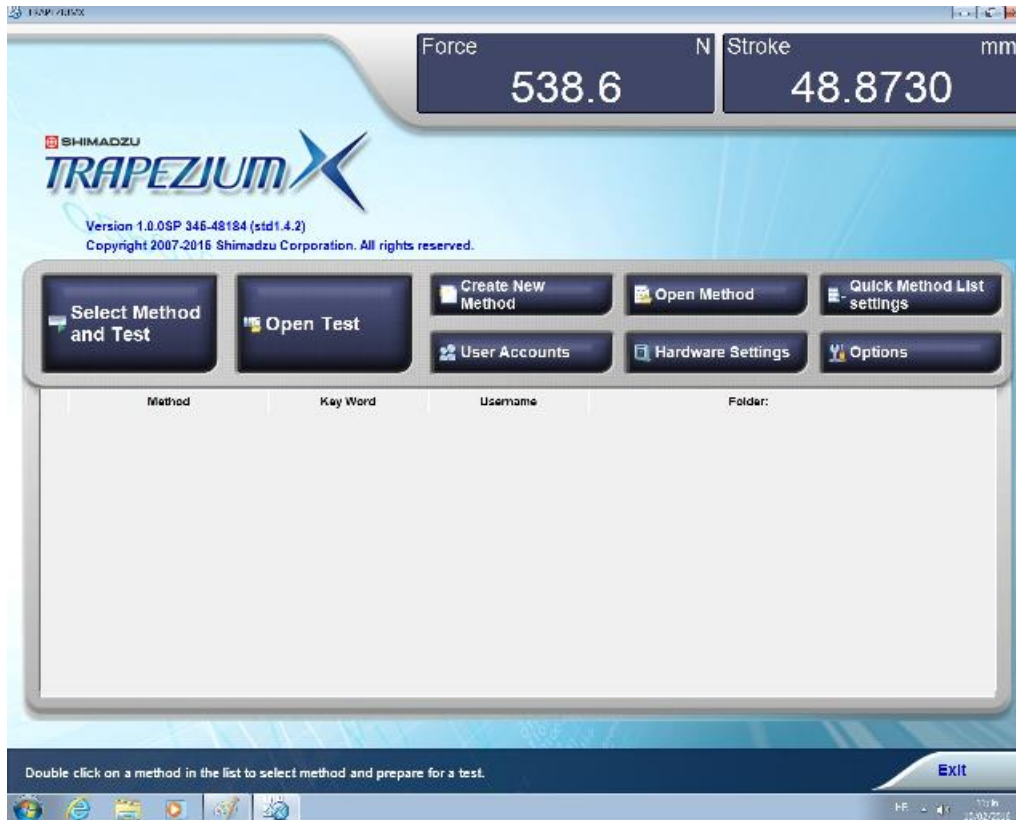 TRAPEZIUMX
Force N
538.6
Stroke mm
48.8730
SHIMADZU
TRAPEZIUM X
Version 1.0.0SP 346-48184 (std1.4.2)
Copyright 2007-2015 Shimadzu Corporation. All rights reserved.
Select Method
and Test
Open Test
Create New
Method
Open Method
Quick Method List
settings
User Accounts
Hardware Settings
Options
Method Key Word Username Folder:
Double click on a method in the list to select method and prepare for a test.
Exit